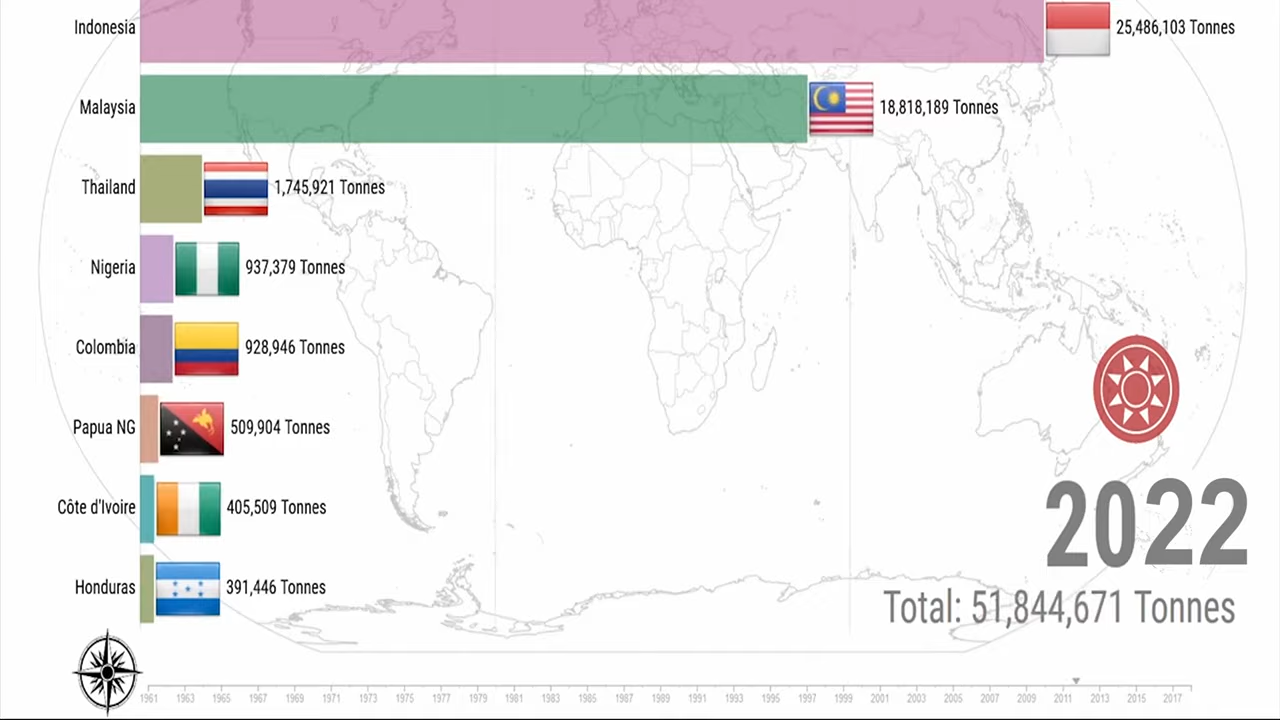 Indonesia 25,486,103 Tonnes
Malaysia 18,818,189 Tonnes
Thailand 1,745,921 Tonnes
Nigeria 937,379 Tonnes
Colombia 928,946 Tonnes
Papua NG 509,904 Tonnes
Côte d'Ivoire 405,509 Tonnes
Honduras 391,446 Tonnes
2022
Total: 51,844,671 Tonnes
1961 1963 1965 1967 1969 1971 1973 1975 1977 1979 1981 1983 1985 1987 1989 1991 1993 1995 1997 1999 2001 2003 2005 2007 2009 2011 2013 2015 2017